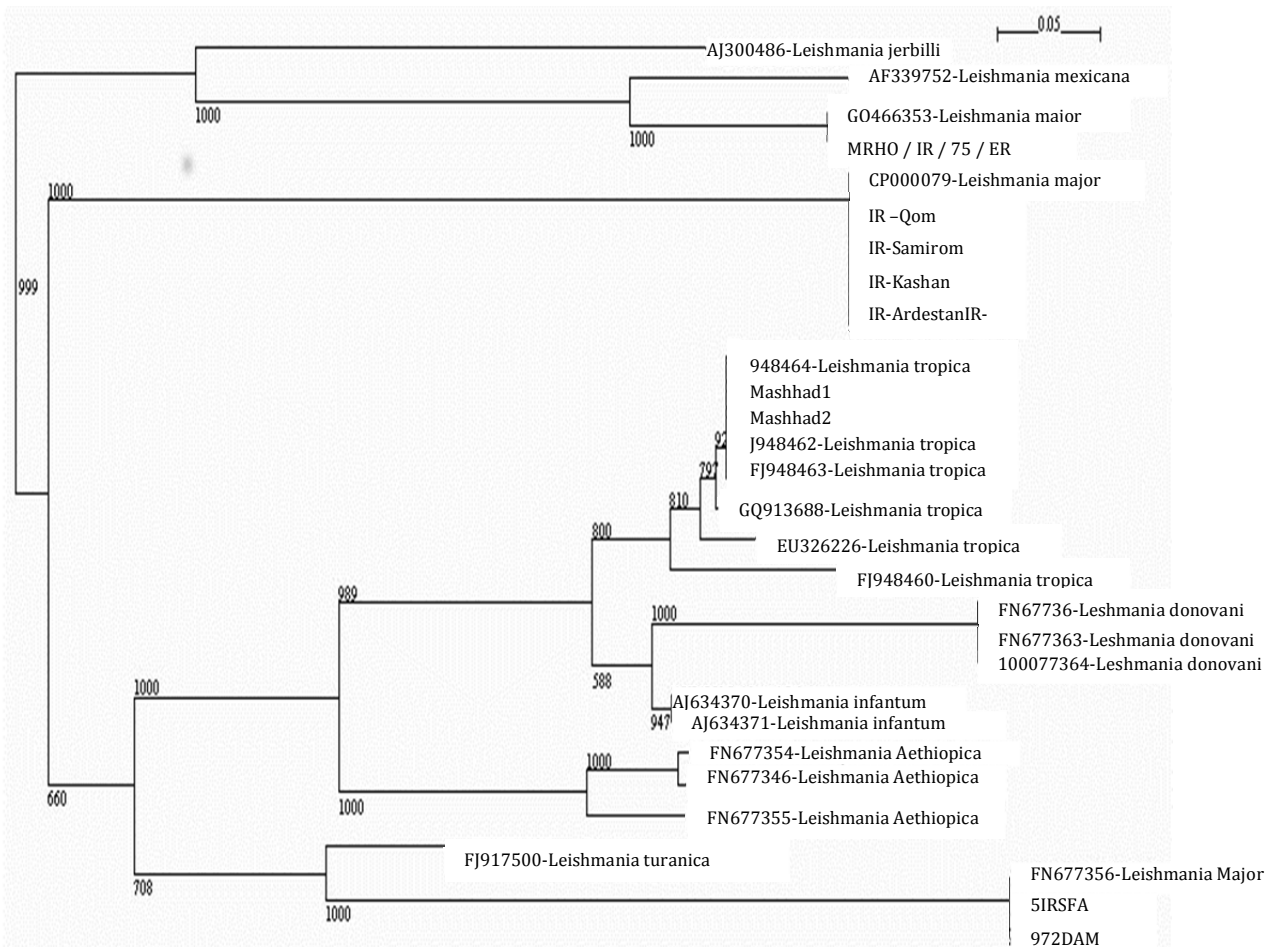 0.05
AJ300486-Leishmania jerbilli
AF339752-Leishmania mexicana
1000
GO466353-Leishmania maior
1000
MRHO / IR / 75 / ER
CP000079-Leishmania major
1000
IR –Qom
IR-Samirom
999
IR-Kashan
IR-ArdestanIR-
948464-Leishmania tropica
Mashhad1
Mashhad2
92
J948462-Leishmania tropica
797
FJ948463-Leishmania tropica
810
GQ913688-Leishmania tropica
800
EU326226-Leishmania tropica
FJ948460-Leishmania tropica
989
FN67736-Leshmania donovani
1000
FN677363-Leshmania donovani
100077364-Leshmania donovani
588
1000
AJ634370-Leishmania infantum
947
AJ634371-Leishmania infantum
FN677354-Leishmania Aethiopica
1000
FN677346-Leishmania Aethiopica
660
1000
FN677355-Leishmania Aethiopica
FJ917500-Leishmania turanica
708
FN677356-Leishmania Major
1000
5IRSFA
972DAM